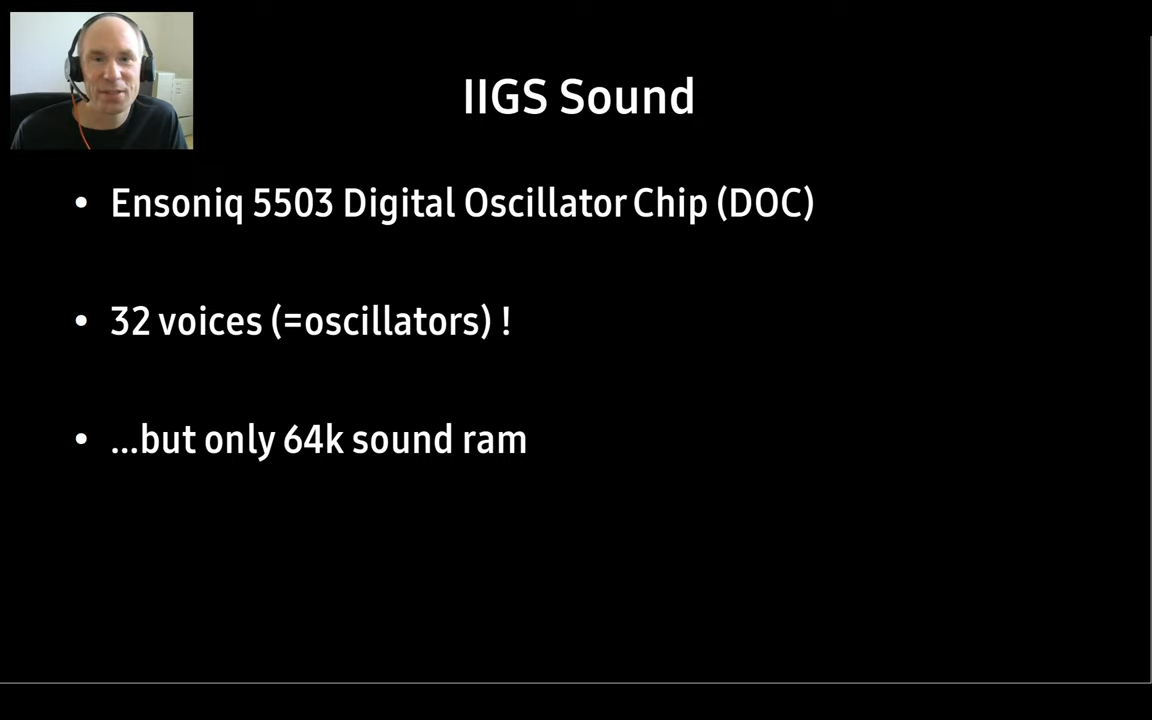 IIGS Sound
• Ensoniq 5503 Digital Oscillator Chip (DOC)
• 32 voices (=oscillators) !
• ...but only 64k sound ram